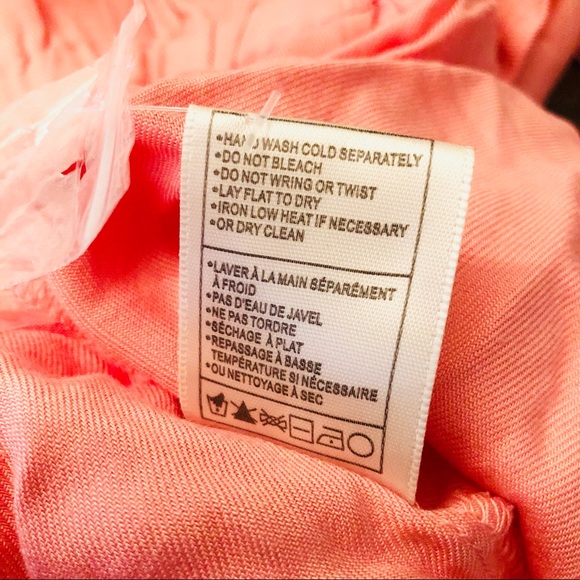 •HAND WASH COLD SEPARATELY
•DO NOT BLEACH
•DO NOT WRING OR TWIST
•LAY FLAT TO DRY
•IRON LOW HEAT IF NECESSARY
•OR DRY CLEAN
•LAVER À LA MAIN SÉPARÉMENT
À FROID
•PAS D'EAU DE JAVEL
•NE PAS TORDRE
•SÉCHAGE À PLAT
•REPASSAGE À BASSE
TEMPÉRATURE SI NÉCESSAIRE
•OU NETTOYAGE À SEC